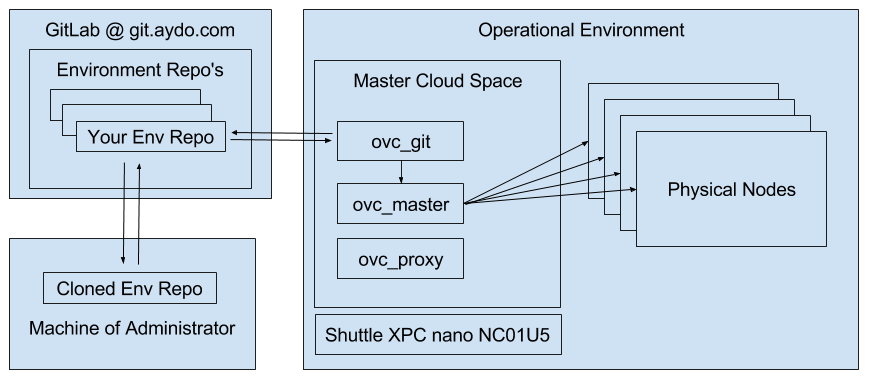 GitLab @ git.aydo.com
Environment Repo's
Your Env Repo
Cloned Env Repo
Machine of Administrator
Operational Environment
Master Cloud Space
ovc_git
ovc_master
ovc_proxy
Shuttle XPC nano NC01U5
Physical Nodes